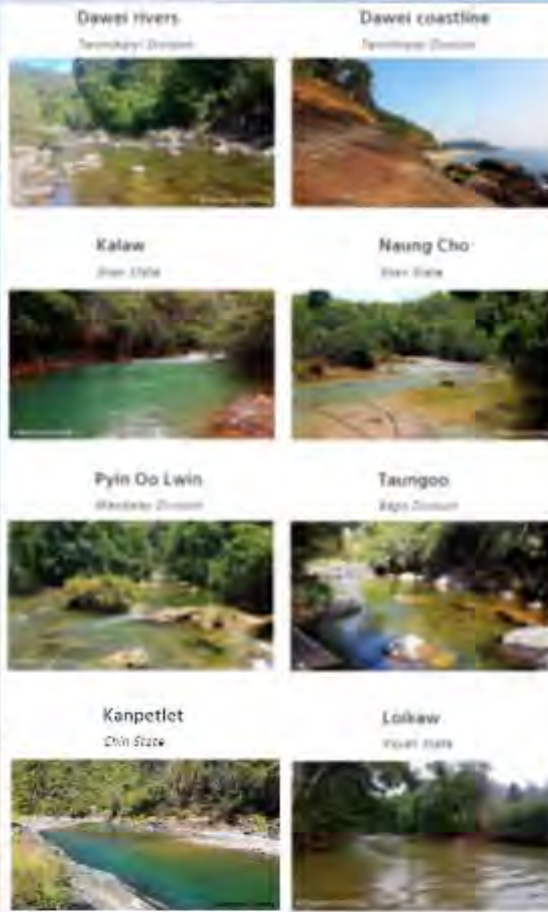 Dawei rivers
Dawei coastline
Tanintharyi Division
Tanintharyi Division
Kalaw
Naung Cho
Shan State
Shan State
Pyin Oo Lwin
Taungoo
Mandalay Division
Bago Division
Kanpetlet
Loikaw
Chin State
State